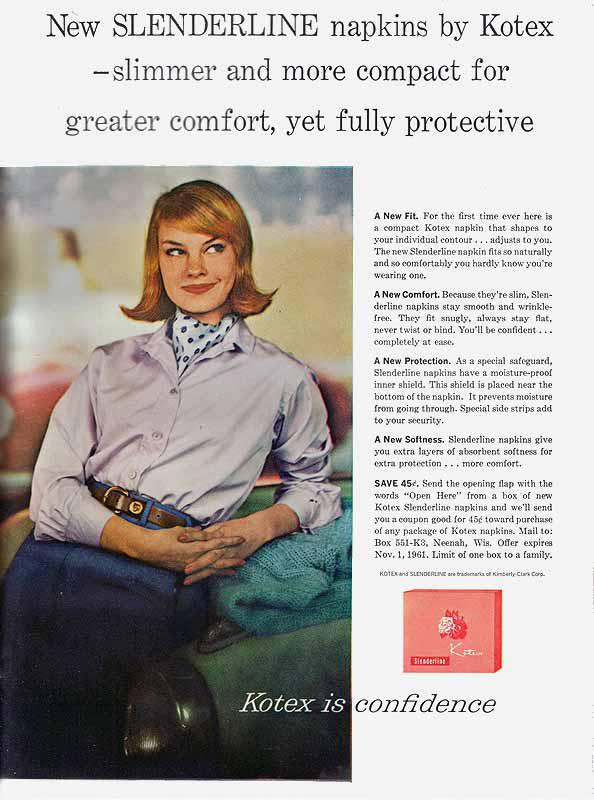 New SLENDERLINE napkins by Kotex
–slimmer and more compact for
greater comfort, yet fully protective
A New Fit. For the first time ever here is
a compact Kotex napkin that shapes to
your individual contour . . . adjusts to you.
The new Slenderline napkin fits so naturally
and so comfortably you hardly know you're
wearing one.
A New Comfort. Because they're slim, Slen-
derline napkins stay smooth and wrinkle-
free. They fit snugly, always stay flat,
never twist or bind. You'll be confident . . .
completely at ease.
A New Protection. As a special safeguard,
Slenderline napkins have a moisture-proof
inner shield. This shield is placed near the
bottom of the napkin. It prevents moisture
from going through. Special side strips add
to your security.
A New Softness. Slenderline napkins give
you extra layers of absorbent softness for
extra protection . . . more comfort.
SAVE 45¢. Send the opening flap with the
words "Open Here" from a box of new
Kotex Slenderline napkins and we'll send
you a coupon good for 45¢ toward purchase
of any package of Kotex napkins. Mail to:
Box 551-K3, Neenah, Wis. Offer expires
Nov. 1, 1961. Limit of one box to a family.
KOTEX and SLENDERLINE are trademarks of Kimberly-Clark Corp.
Kotex
Slenderline
Kotex is confidence